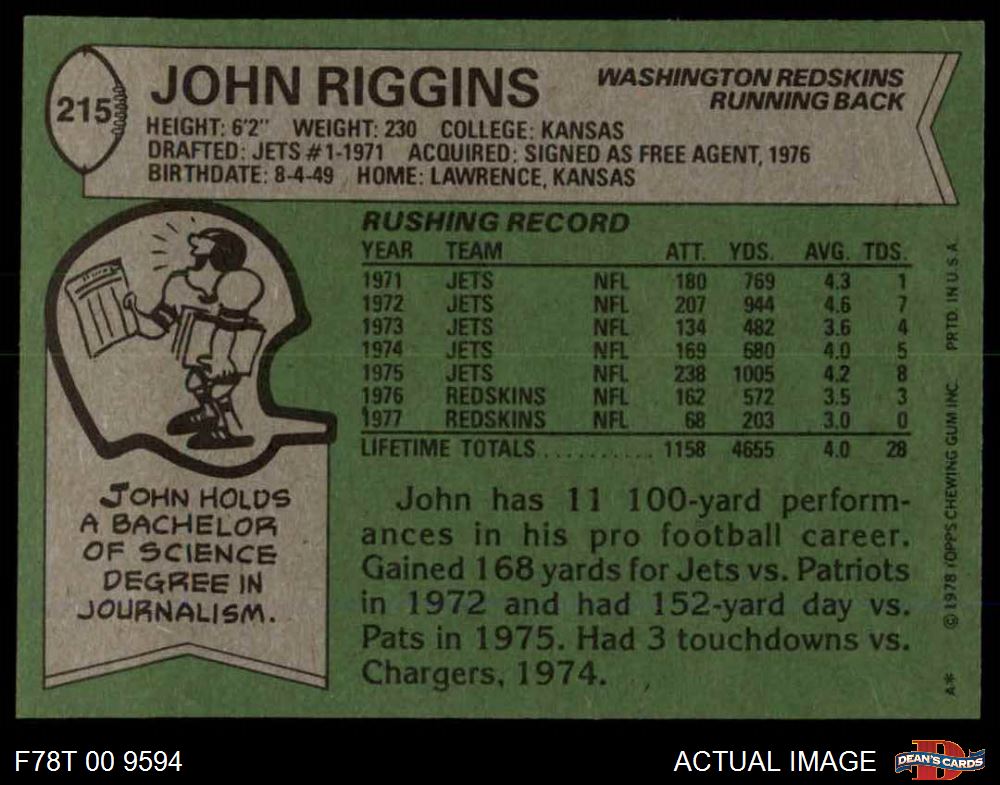 215
JOHN RIGGINS
WASHINGTON REDSKINS
RUNNING BACK
HEIGHT: 6'2" WEIGHT: 230 COLLEGE: KANSAS
DRAFTED: JETS #1-1971 ACQUIRED: SIGNED AS FREE AGENT, 1976
BIRTHDATE: 8-4-49 HOME: LAWRENCE, KANSAS
RUSHING RECORD
YEAR TEAM ATT. YDS. AVG. TDS.
1971 JETS NFL 180 769 4.3 1
1972 JETS NFL 207 944 4.6 7
1973 JETS NFL 134 482 3.6 4
1974 JETS NFL 169 680 4.0 5
1975 JETS NFL 238 1005 4.2 8
1976 REDSKINS NFL 162 572 3.5 3
1977 REDSKINS NFL 68 203 3.0 0
LIFETIME TOTALS .......... 1158 4655 4.0 28
JOHN HOLDS
A BACHELOR
OF SCIENCE
DEGREE IN
JOURNALISM.
John has 11 100-yard perform-
ances in his pro football career.
Gained 168 yards for Jets vs. Patriots
in 1972 and had 152-yard day vs.
Pats in 1975. Had 3 touchdowns vs.
Chargers, 1974.
A* © 1978 TOPPS CHEWING GUM INC. PRTD. IN U.S.A.
F78T 00 9594
ACTUAL IMAGE
DEAN'S CARDS